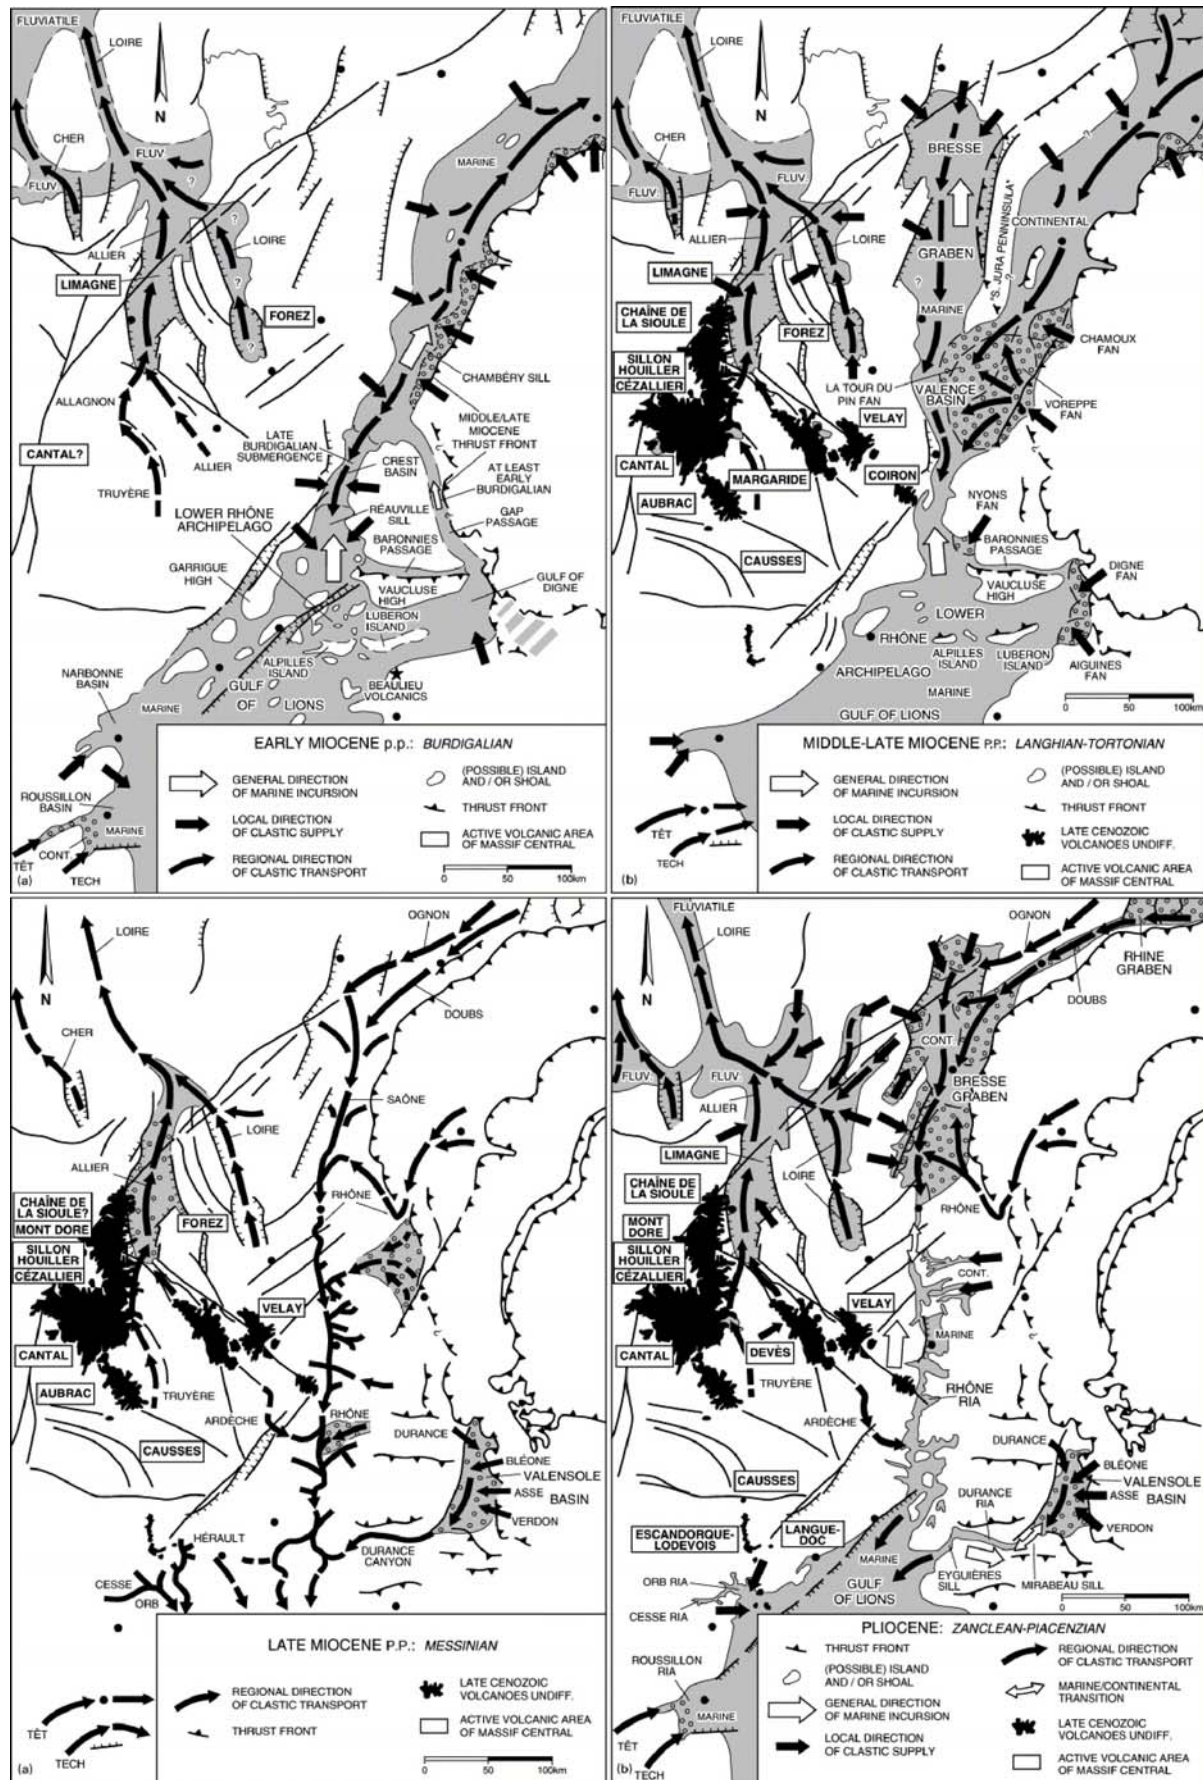 FLUVIATILE
LOIRE
N
CHER
FLUV.
?
MARINE
FLUV.
?
ALLIER
LOIRE
LIMAGNE
FOREZ
?
CHAMBÉRY SILL
ALLAGNON
MIDDLE/LATE
MIOCENE
THRUST FRONT
LATE
BURDIGALIAN
SUBMERGENCE
CREST
BASIN
AT LEAST
EARLY
BURDIGALIAN
CANTAL?
ALLIER
TRUYÈRE
LOWER RHÔNE
ARCHIPELAGO
RÉAUVILLE
SILL
GAP
PASSAGE
BARONNIES
PASSAGE
GARRIGUE
HIGH
VAUCLUSE
HIGH
GULF OF
DIGNE
LUBERON
ISLAND
ALPILLES
ISLAND
NARBONNE
BASIN
GULF
OF LIONS
BEAULIEU
VOLCANICS
MARINE
ROUSSILLON
BASIN
MARINE
CONT.
TÊT
TECH
(a)
EARLY MIOCENE p.p.: BURDIGALIAN
GENERAL DIRECTION
OF MARINE INCURSION
LOCAL DIRECTION
OF CLASTIC SUPPLY
REGIONAL DIRECTION
OF CLASTIC TRANSPORT
(POSSIBLE) ISLAND
AND / OR SHOAL
THRUST FRONT
ACTIVE VOLCANIC AREA
OF MASSIF CENTRAL
0 50 100km
FLUVIATILE
LOIRE
N
CHER
FLUV.
FLUV.
BRESSE
MARINE
?
"S. JURA PENNINSULA"
?
CONTINENTAL
ALLIER
LOIRE
GRABEN
LIMAGNE
?
CHAÎNE DE
LA SIOULE
MARINE
FOREZ
CHAMOUX
FAN
SILLON
HOUILLER
CÉZALLIER
LA TOUR DU
PIN FAN
VALENCE
BASIN
VOREPPE
FAN
VELAY
CANTAL
MARGARIDE
COIRON
AUBRAC
NYONS
FAN
BARONNIES
PASSAGE
CAUSSES
DIGNE
FAN
VAUCLUSE
HIGH
LOWER
RHÔNE
ALPILLES
ISLAND
LUBERON
ISLAND
ARCHIPELAGO
AIGUINES
FAN
MARINE
GULF OF LIONS
0 50 100km
TÊT
TECH
(b)
MIDDLE-LATE MIOCENE P.P.: LANGHIAN-TORTONIAN
GENERAL DIRECTION
OF MARINE INCURSION
LOCAL DIRECTION
OF CLASTIC SUPPLY
REGIONAL DIRECTION
OF CLASTIC TRANSPORT
(POSSIBLE) ISLAND
AND / OR SHOAL
THRUST FRONT
LATE CENOZOIC
VOLCANOES UNDIFF.
ACTIVE VOLCANIC AREA
OF MASSIF CENTRAL
OGNON
LOIRE
N
DOUBS
CHER
SAÔNE
LOIRE
ALLIER
RHÔNE
CHAÎNE DE
LA SIOULE?
MONT DORE
FOREZ
SILLON
HOUILLER
CÉZALLIER
VELAY
CANTAL
AUBRAC
TRUYÈRE
ARDÈCHE
RHÔNE
DURANCE
CAUSSES
BLÉONE
VALENSOLE
BASIN
ASSE
VERDON
HÉRAULT
DURANCE
CANYON
CESSE
ORB
LATE MIOCENE P.P.: MESSINIAN
TÊT
TECH
REGIONAL DIRECTION
OF CLASTIC TRANSPORT
THRUST FRONT
LATE CENOZOIC
VOLCANOES UNDIFF.
ACTIVE VOLCANIC AREA
OF MASSIF CENTRAL
0 50 100km
(a)
FLUVIATILE
LOIRE
N
OGNON
RHINE
GRABEN
DOUBS
CONT.
FLUV.
FLUV.
BRESSE
GRABEN
ALLIER
LIMAGNE
LOIRE
CHAÎNE DE
LA SIOULE
RHÔNE
MONT
DORE
SILLON
HOUILLER
CÉZALLIER
CONT.
VELAY
MARINE
CANTAL
DEVÈS
TRUYÈRE
RHÔNE
RIA
ARDÈCHE
DURANCE
BLÉONE
VALENSOLE
BASIN
ASSE
CAUSSES
DURANCE
RIA
VERDON
ESCANDORQUE-
LODEVOIS
LANGUE-
DOC
MARINE
EYGUIÈRES
SILL
MIRABEAU SILL
ORB RIA
GULF
OF LIONS
CESSE RIA
0 50 100km
ROUSSILLON
RIA
MARINE
TÊT
TECH
(b)
PLIOCENE: ZANCLEAN-PIACENZIAN
THRUST FRONT
(POSSIBLE) ISLAND
AND / OR SHOAL
GENERAL DIRECTION
OF MARINE INCURSION
LOCAL DIRECTION
OF CLASTIC SUPPLY
REGIONAL DIRECTION
OF CLASTIC TRANSPORT
MARINE/CONTINENTAL
TRANSITION
LATE CENOZOIC
VOLCANOES UNDIFF.
ACTIVE VOLCANIC AREA
OF MASSIF CENTRAL